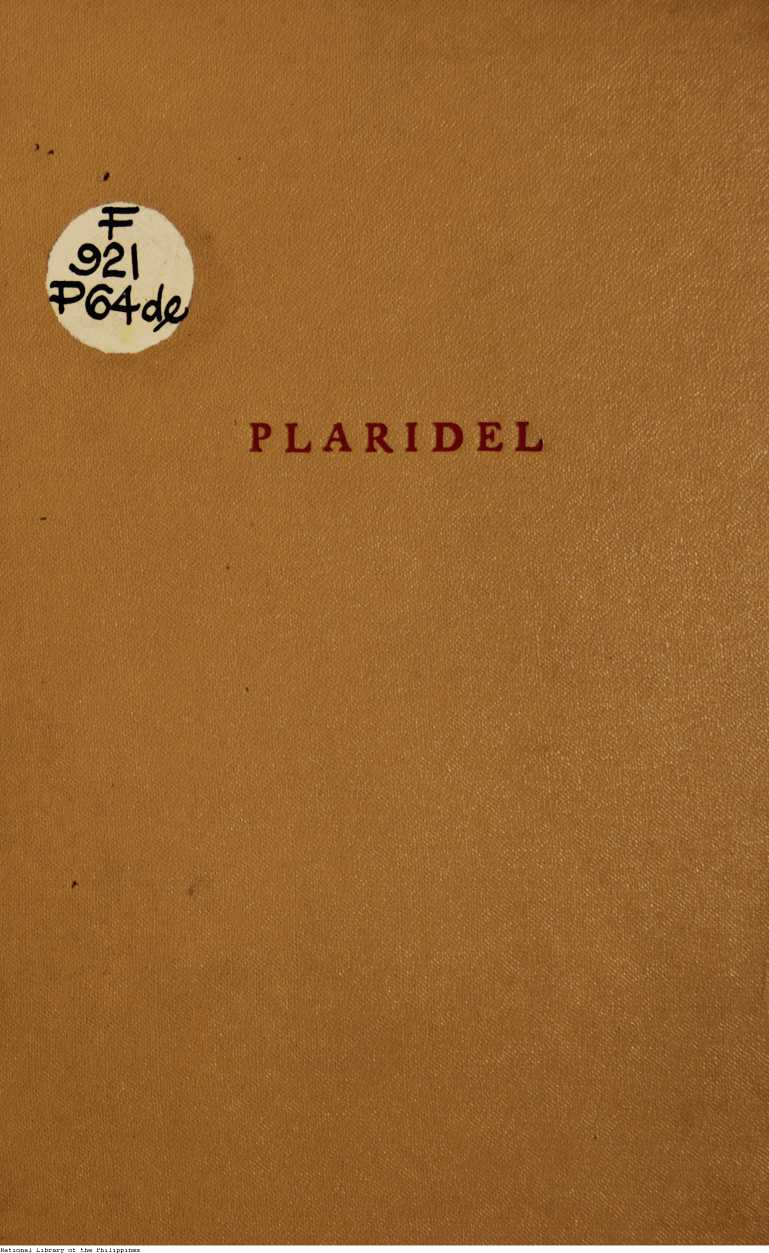 F
921
P64de
PLARIDEL
National Library of the Philippines